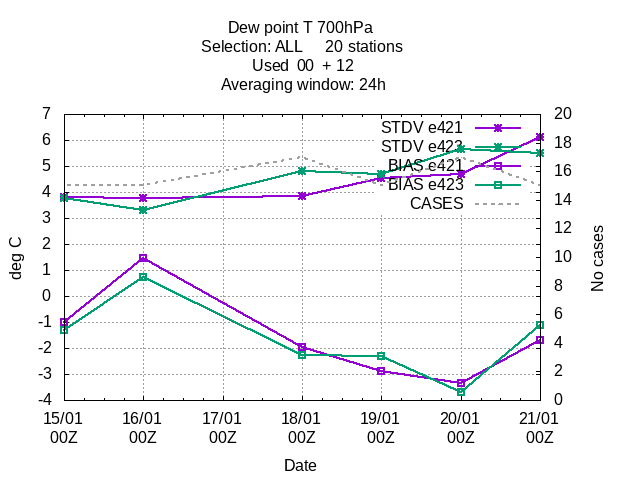 Dew point T 700hPa
Selection: ALL 20 stations
Used 00 + 12
Averaging window: 24h
7
6
5
4
3
2
1
0
-1
-2
-3
-4
deg C
20
18
16
14
12
10
8
6
4
2
0
No cases
STDV e421
STDV e423
BIAS e421
BIAS e423
CASES
15/01 16/01 17/01 18/01 19/01 20/01 21/01
00Z 00Z 00Z 00Z 00Z 00Z 00Z
Date